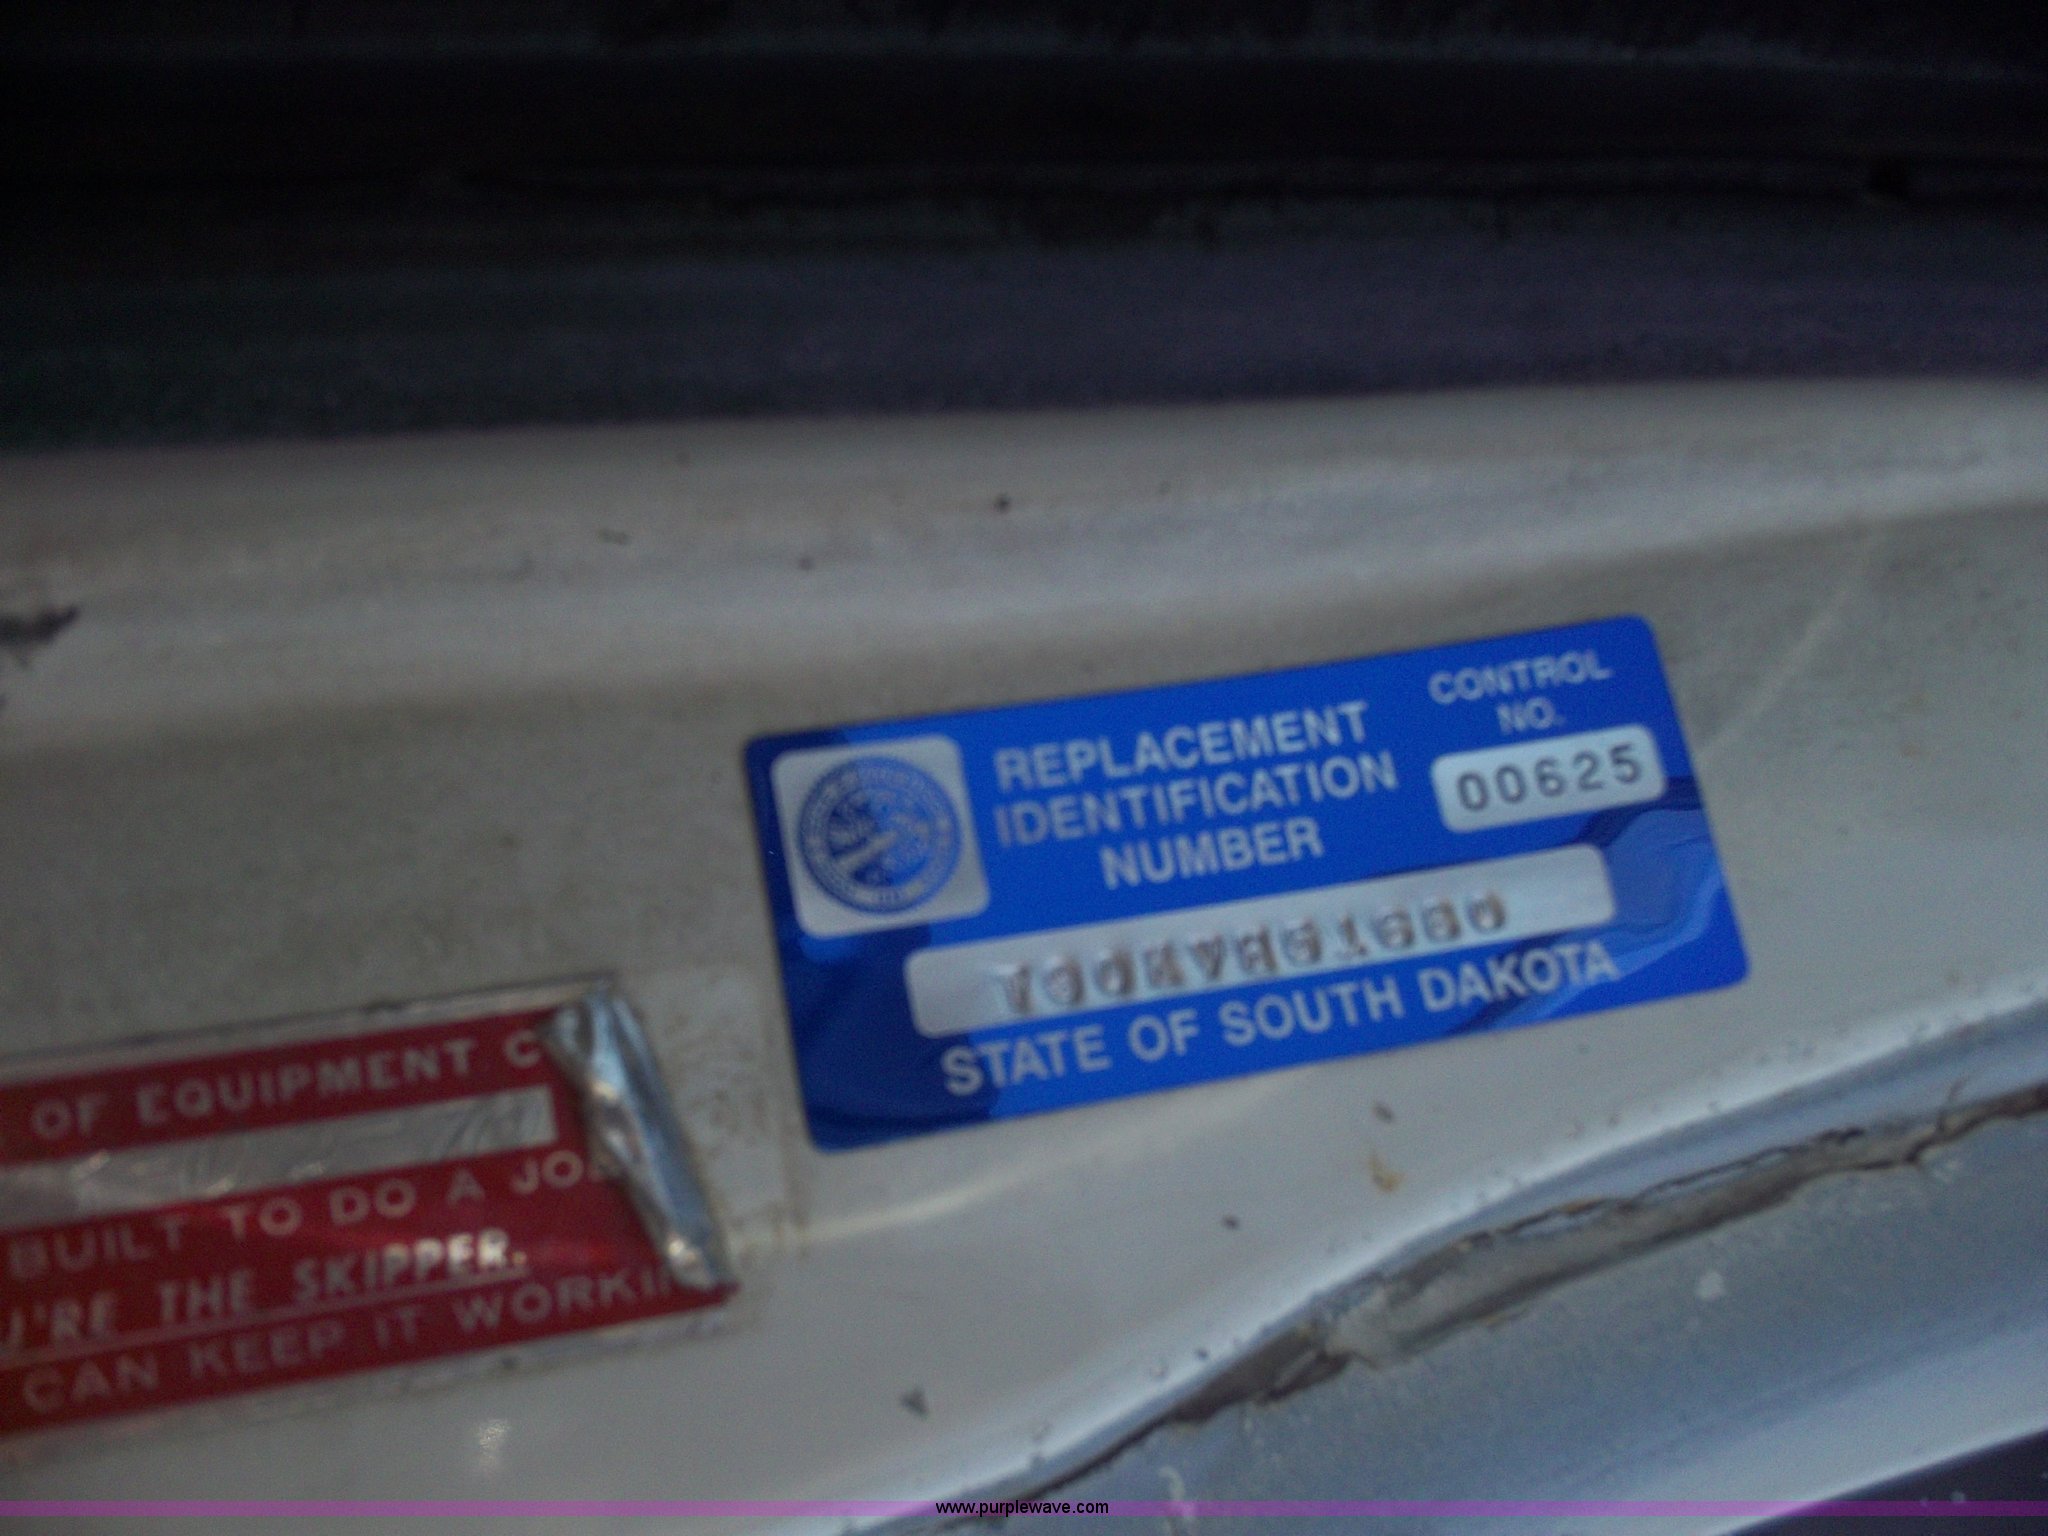 REPLACEMENT
IDENTIFICATION
NUMBER
CONTROL
NO.
00625
STATE OF SOUTH DAKOTA
OF EQUIPMENT
BUILT TO DO A
THE SKIPPER.
CAN KEEP IT
www.purplewave.com